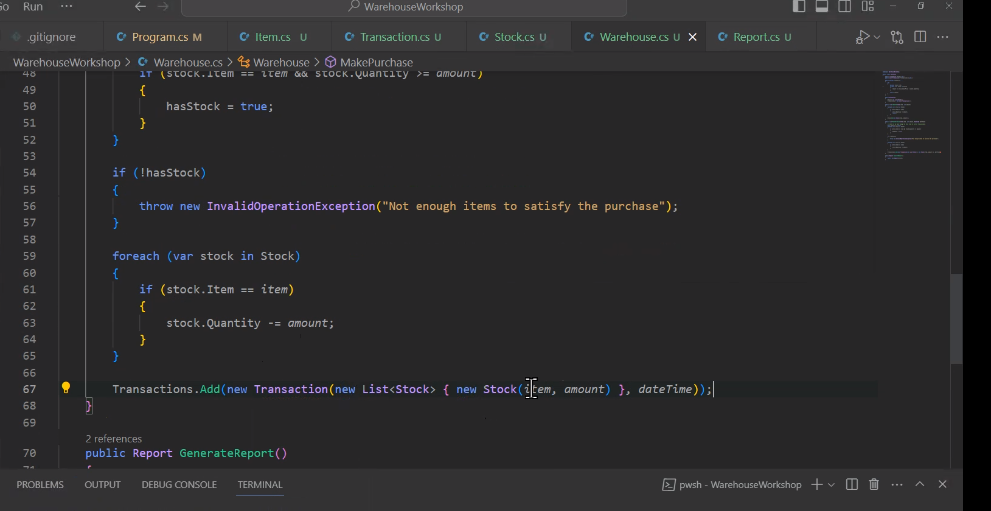 Go Run ··· WarehouseWorkshop
.gitignore Program.cs M Item.cs U Transaction.cs U Stock.cs U Warehouse.cs U Report.cs U
WarehouseWorkshop > Warehouse.cs > Warehouse > MakePurchase
48 if (stock.Item == item && stock.Quantity >= amount)
49 {
50 hasStock = true;
51 }
52 }
53
54 if (!hasStock)
55 {
56 throw new InvalidOperationException("Not enough items to satisfy the purchase");
57 }
58
59 foreach (var stock in Stock)
60 {
61 if (stock.Item == item)
62 {
63 stock.Quantity -= amount;
64 }
65 }
66
67 Transactions.Add(new Transaction(new List<Stock> { new Stock(item, amount) }, dateTime));
68 }
69
2 references
70 public Report GenerateReport()
71 {
PROBLEMS OUTPUT DEBUG CONSOLE TERMINAL pwsh - WarehouseWorkshop